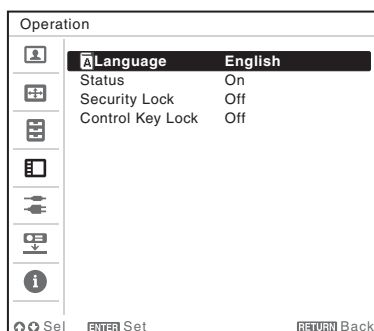 Operation
A Language English
Status On
Security Lock Off
Control Key Lock Off
Sel ENTER Set RETURN Back